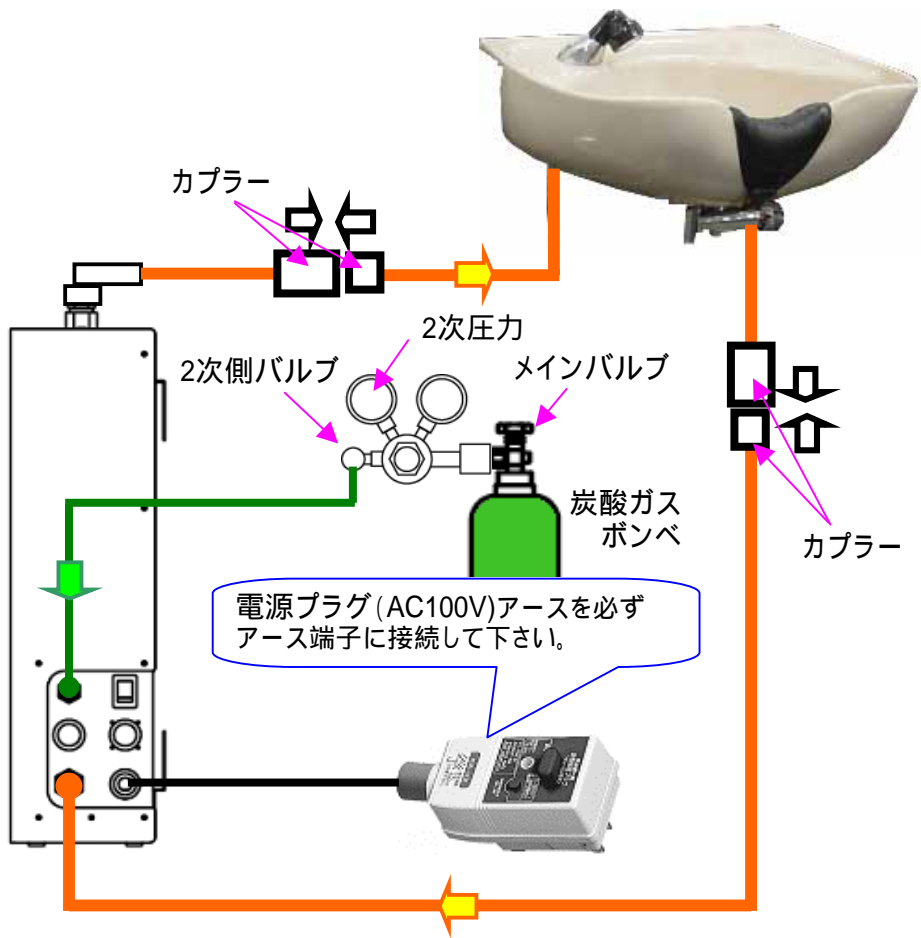 カプラー
2次圧力
2次側バルブ
メインバルブ
炭酸ガス
ボンベ
カプラー
電源プラグ(AC100V)アースを必ず
アース端子に接続して下さい。